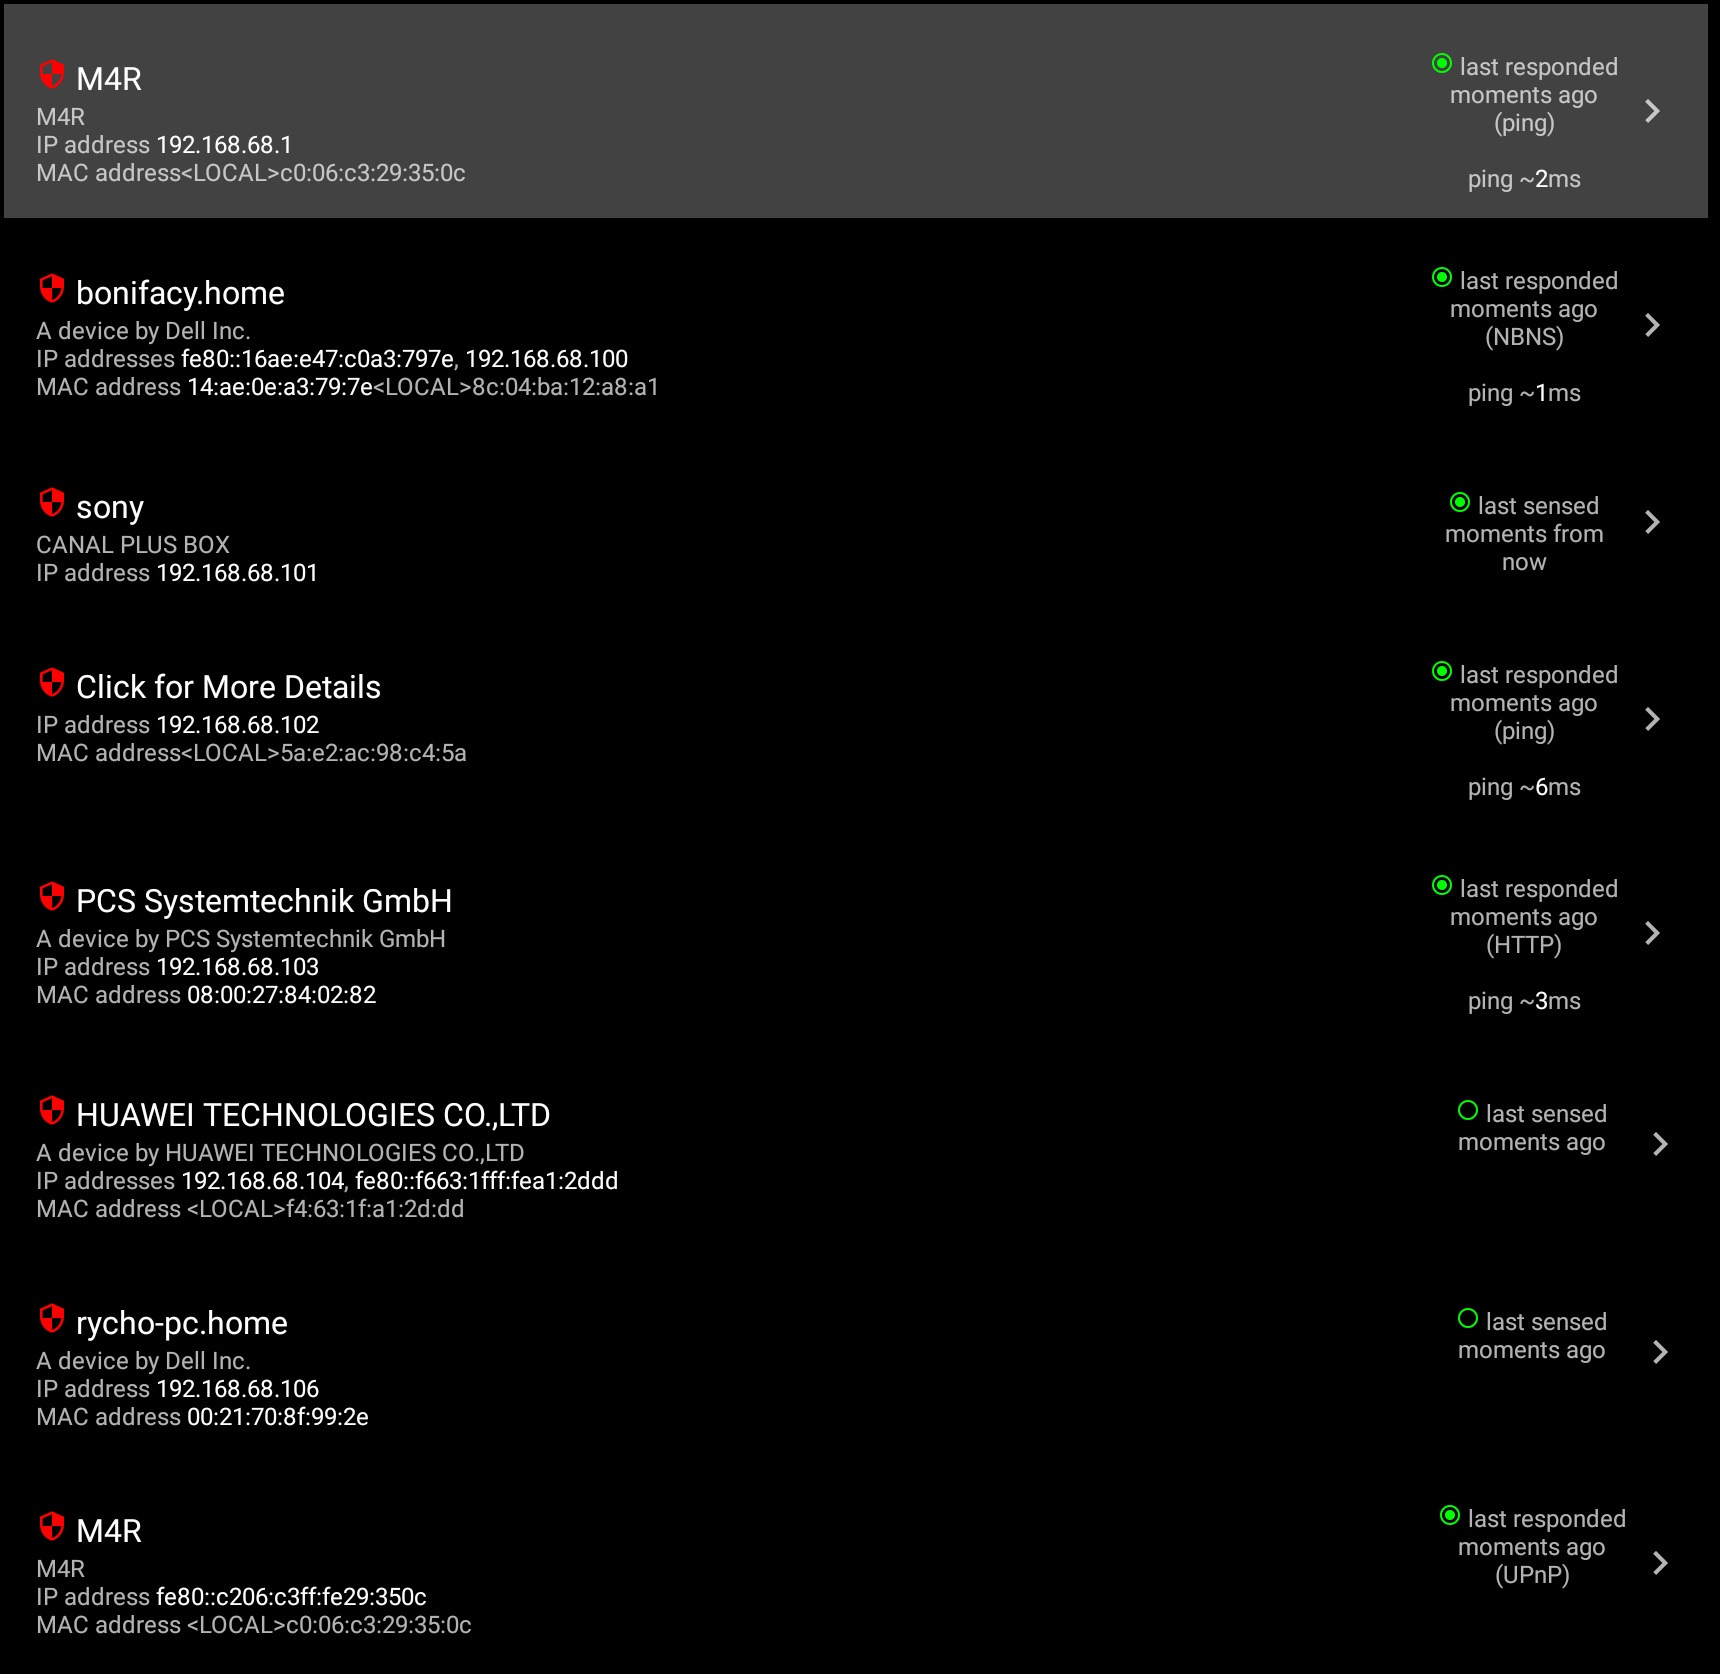 M4R
M4R
IP address 192.168.68.1
MAC address<LOCAL>c0:06:c3:29:35:0c
last responded
moments ago
(ping)
ping ~2ms
bonifacy.home
A device by Dell Inc.
IP addresses fe80::16ae:e47:c0a3:797e, 192.168.68.100
MAC address 14:ae:0e:a3:79:7e<LOCAL>8c:04:ba:12:a8:a1
last responded
moments ago
(NBNS)
ping ~1ms
sony
CANAL PLUS BOX
IP address 192.168.68.101
last sensed
moments from
now
Click for More Details
IP address 192.168.68.102
MAC address<LOCAL>5a:e2:ac:98:c4:5a
last responded
moments ago
(ping)
ping ~6ms
PCS Systemtechnik GmbH
A device by PCS Systemtechnik GmbH
IP address 192.168.68.103
MAC address 08:00:27:84:02:82
last responded
moments ago
(HTTP)
ping ~3ms
HUAWEI TECHNOLOGIES CO.,LTD
A device by HUAWEI TECHNOLOGIES CO.,LTD
IP addresses 192.168.68.104, fe80::f663:1fff:fea1:2ddd
MAC address <LOCAL>f4:63:1f:a1:2d:dd
last sensed
moments ago
rycho-pc.home
A device by Dell Inc.
IP address 192.168.68.106
MAC address 00:21:70:8f:99:2e
last sensed
moments ago
M4R
M4R
IP address fe80::c206:c3ff:fe29:350c
MAC address <LOCAL>c0:06:c3:29:35:0c
last responded
moments ago
(UPnP)